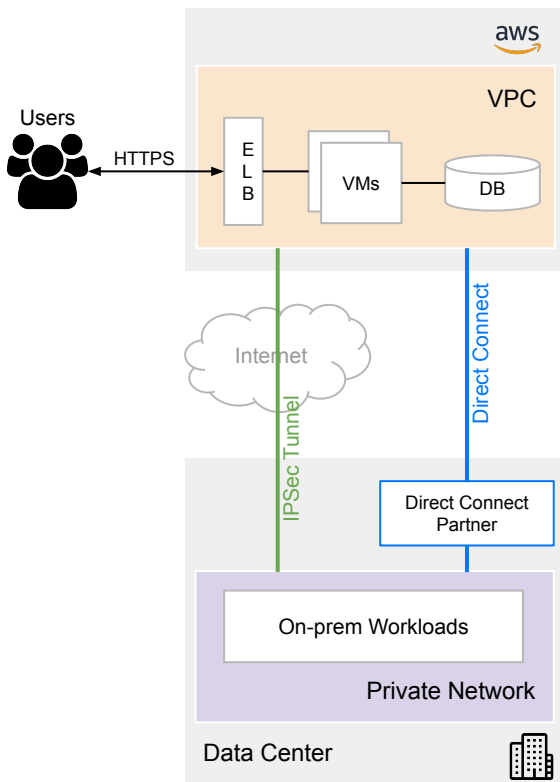 aws
VPC
Users
HTTPS
E
L
B
VMs
DB
Internet
IPSec Tunnel
Direct Connect
Direct Connect
Partner
On-prem Workloads
Private Network
Data Center